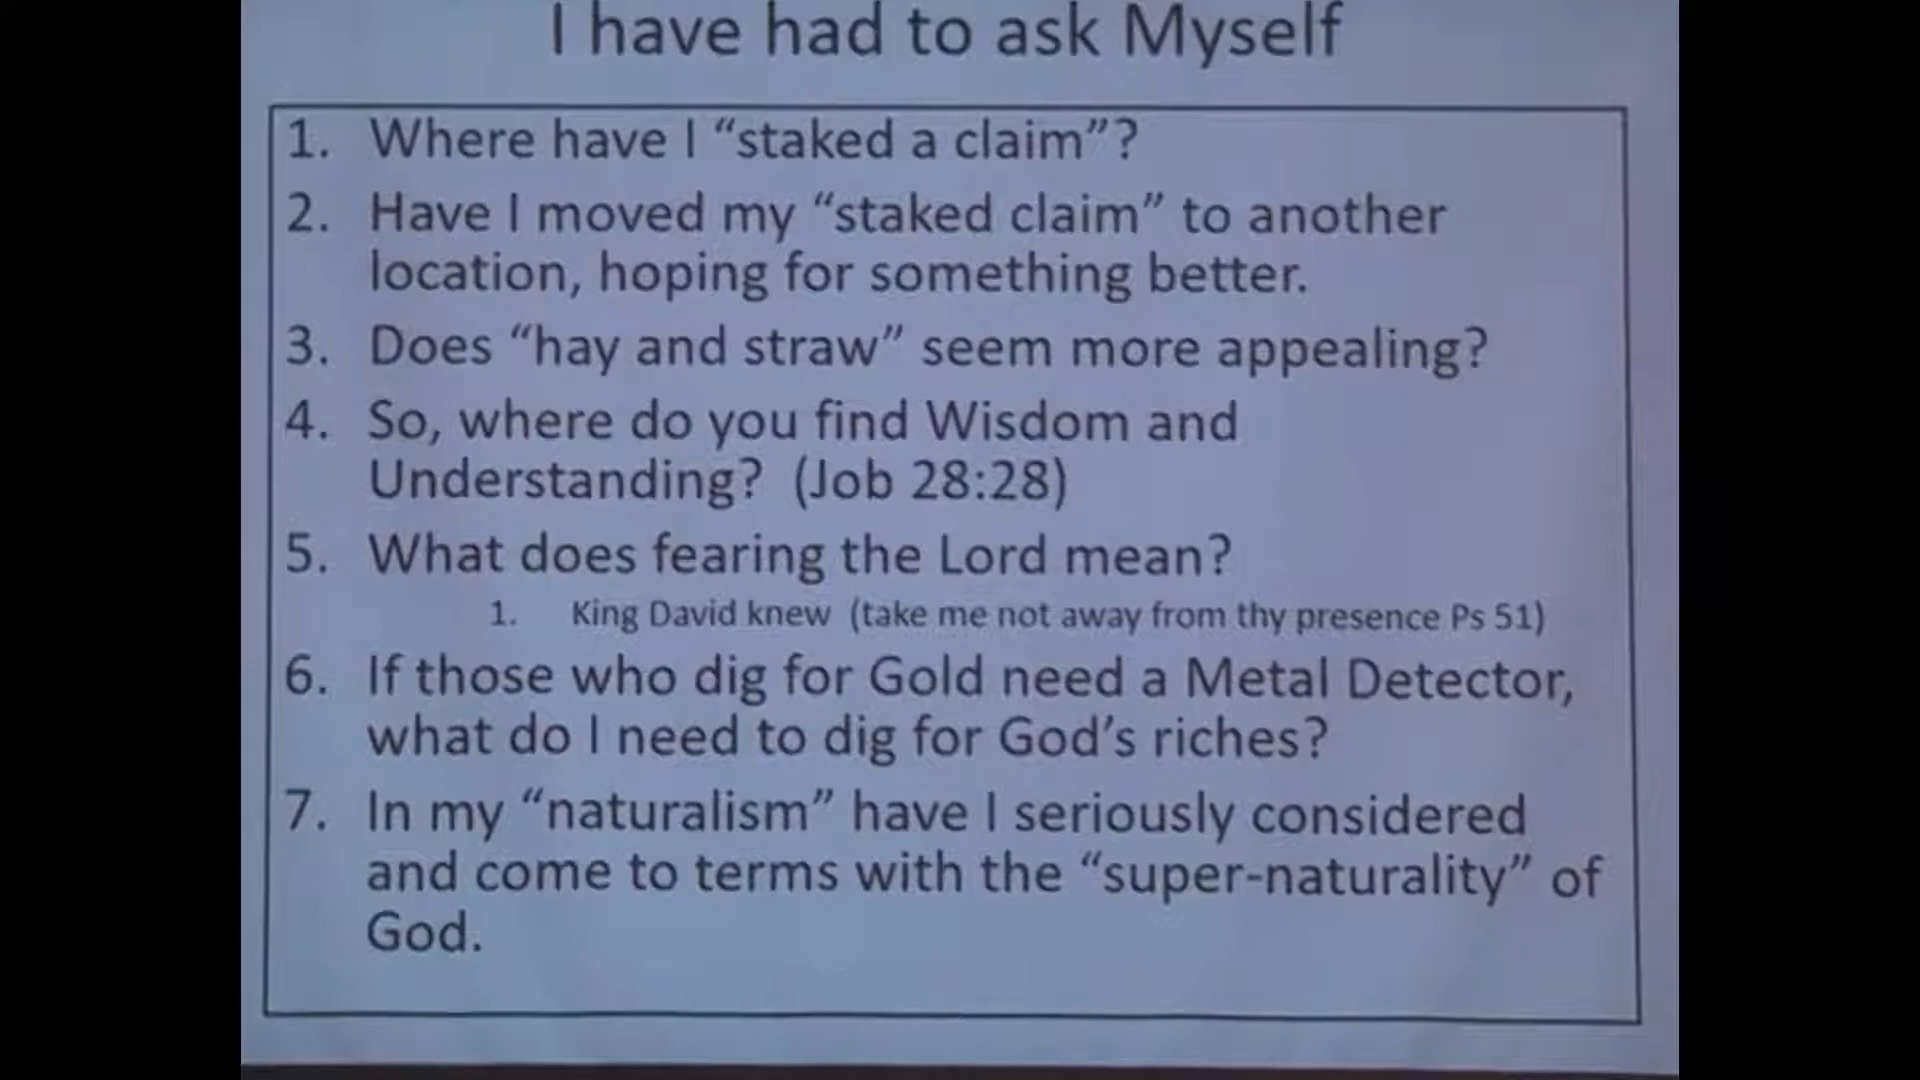 I have had to ask Myself
1. Where have I “staked a claim”?
2. Have I moved my “staked claim” to another
location, hoping for something better.
3. Does “hay and straw” seem more appealing?
4. So, where do you find Wisdom and
Understanding? (Job 28:28)
5. What does fearing the Lord mean?
1. King David knew (take me not away from thy presence Ps 51)
6. If those who dig for Gold need a Metal Detector,
what do I need to dig for God’s riches?
7. In my “naturalism” have I seriously considered
and come to terms with the “super-naturality” of
God.